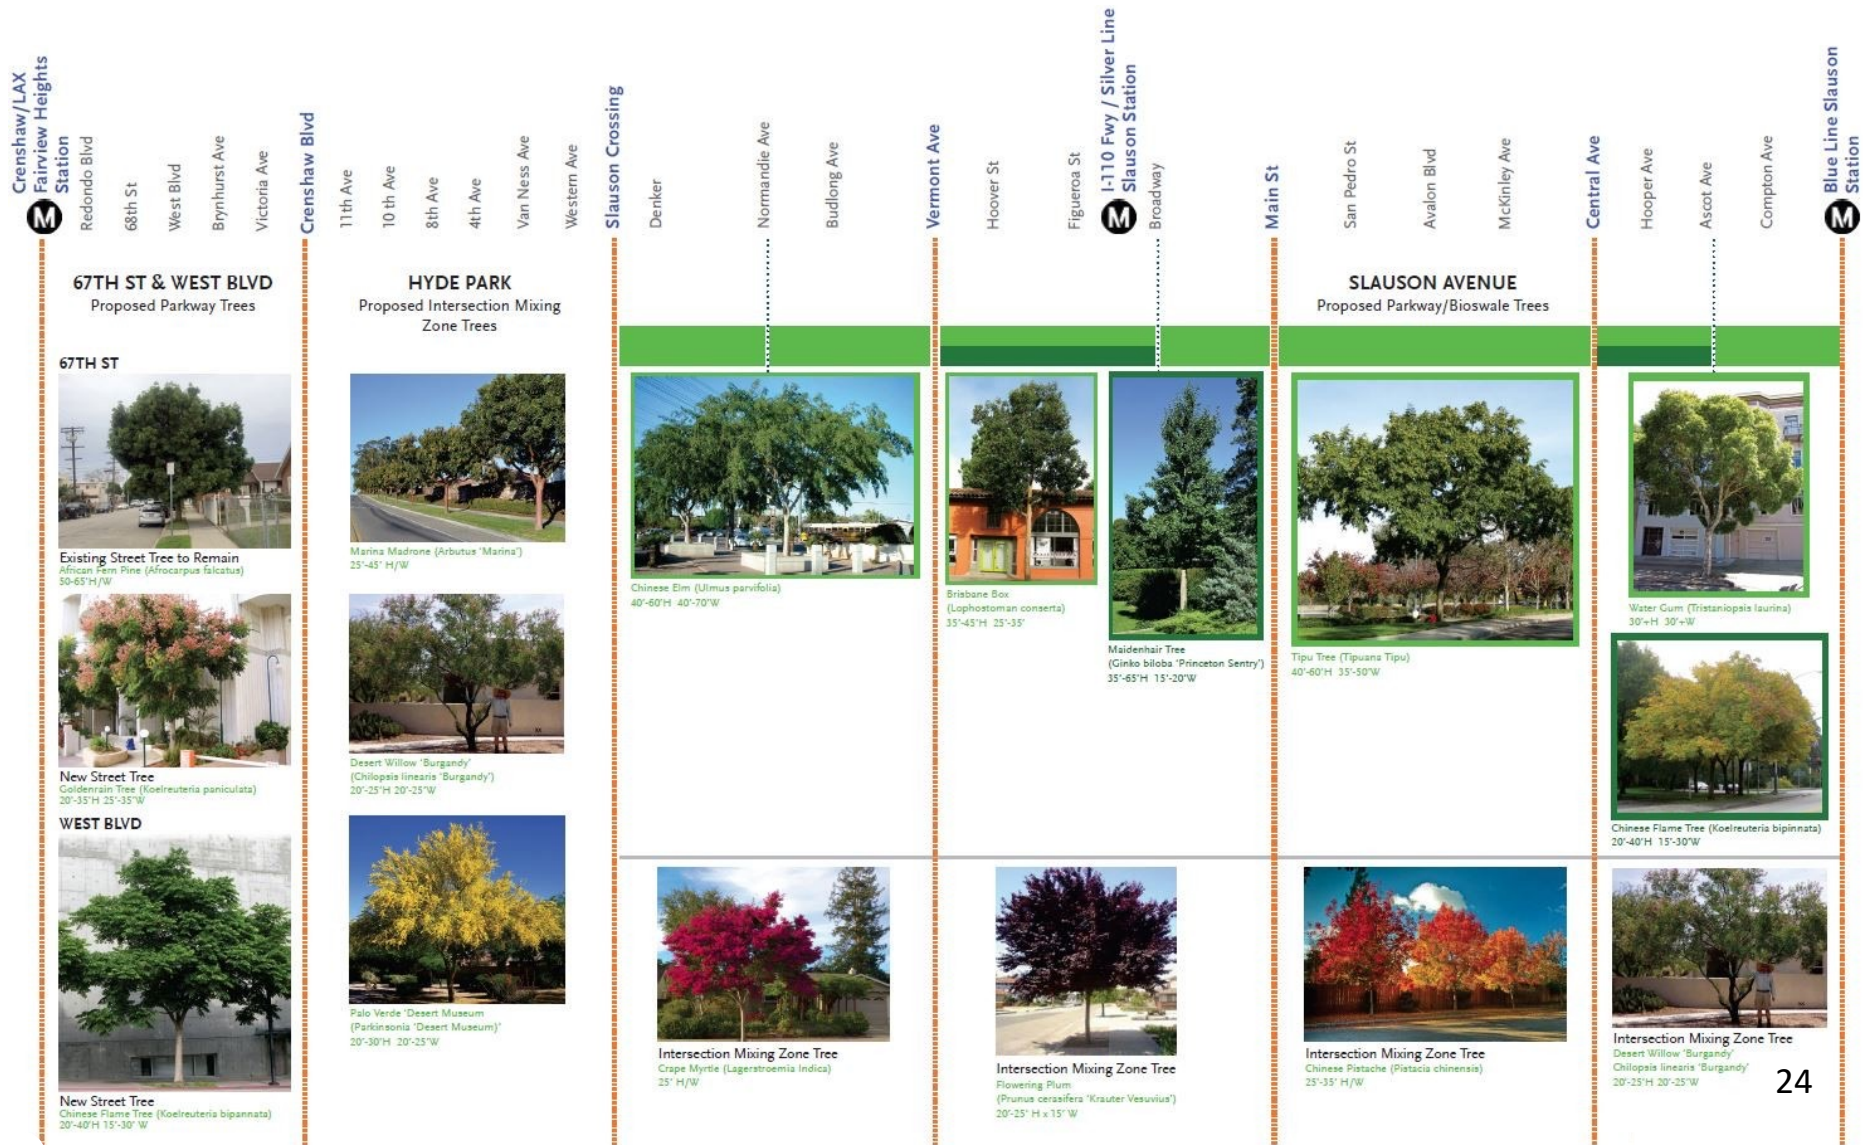 Crenshaw/LAX
Fairview Heights
Station
M
Redondo Blvd
68th St
West Blvd
Brynhurst Ave
Victoria Ave
Crenshaw Blvd
11th Ave
10 th Ave
8th Ave
4th Ave
Van Ness Ave
Western Ave
Slauson Crossing
Denker
Normandie Ave
Budlong Ave
Vermont Ave
Hoover St
Figueroa St
I-110 Fwy / Silver Line
Slauson Station
M
Broadway
Main St
San Pedro St
Avalon Blvd
McKinley Ave
Central Ave
Hooper Ave
Ascot Ave
Compton Ave
Blue Line Slauson
Station
M
67TH ST & WEST BLVD
Proposed Parkway Trees
67TH ST
Existing Street Tree to Remain
African Fern Pine (Afrocarpus falcatus)
50-65'H/W
New Street Tree
Goldenrain Tree (Koelreuteria paniculata)
20'-35'H 25'-35'W
WEST BLVD
New Street Tree
Chinese Flame Tree (Koelreuteria bipannata)
20'-40'H 15'-30' W
HYDE PARK
Proposed Intersection Mixing
Zone Trees
Marina Madrone (Arbutus 'Marina')
25'-45' H/W
Desert Willow 'Burgandy'
(Chilopsis linearis 'Burgandy')
20'-25'H 20'-25'W
Palo Verde 'Desert Museum
(Parkinsonia 'Desert Museum)'
20'-30'H 20'-25'W
SLAUSON AVENUE
Proposed Parkway/Bioswale Trees
Chinese Elm (Ulmus parvifolia)
40'-60'H 40'-70'W
Brisbane Box
(Lophostoman conserta)
35'-45'H 25'-35'
Maidenhair Tree
(Ginko biloba 'Princeton Sentry')
35'-65'H 15'-20'W
Tipu Tree (Tipuana Tipu)
40'-60'H 35'-50'W
Water Gum (Tristaniopsis laurina)
30'+H 30'+W
Chinese Flame Tree (Koelreuteria bipinnata)
20'-40'H 15'-30'W
Intersection Mixing Zone Tree
Crape Myrtle (Lagerstroemia Indica)
25' H/W
Intersection Mixing Zone Tree
Flowering Plum
(Prunus cerasifera 'Krauter Vesuvius')
20'-25' H x 15' W
Intersection Mixing Zone Tree
Chinese Pistache (Pistacia chinensis)
25'-35' H/W
Intersection Mixing Zone Tree
Desert Willow 'Burgandy'
Chilopsis linearis 'Burgandy'
20'-25'H 20'-25'W
24